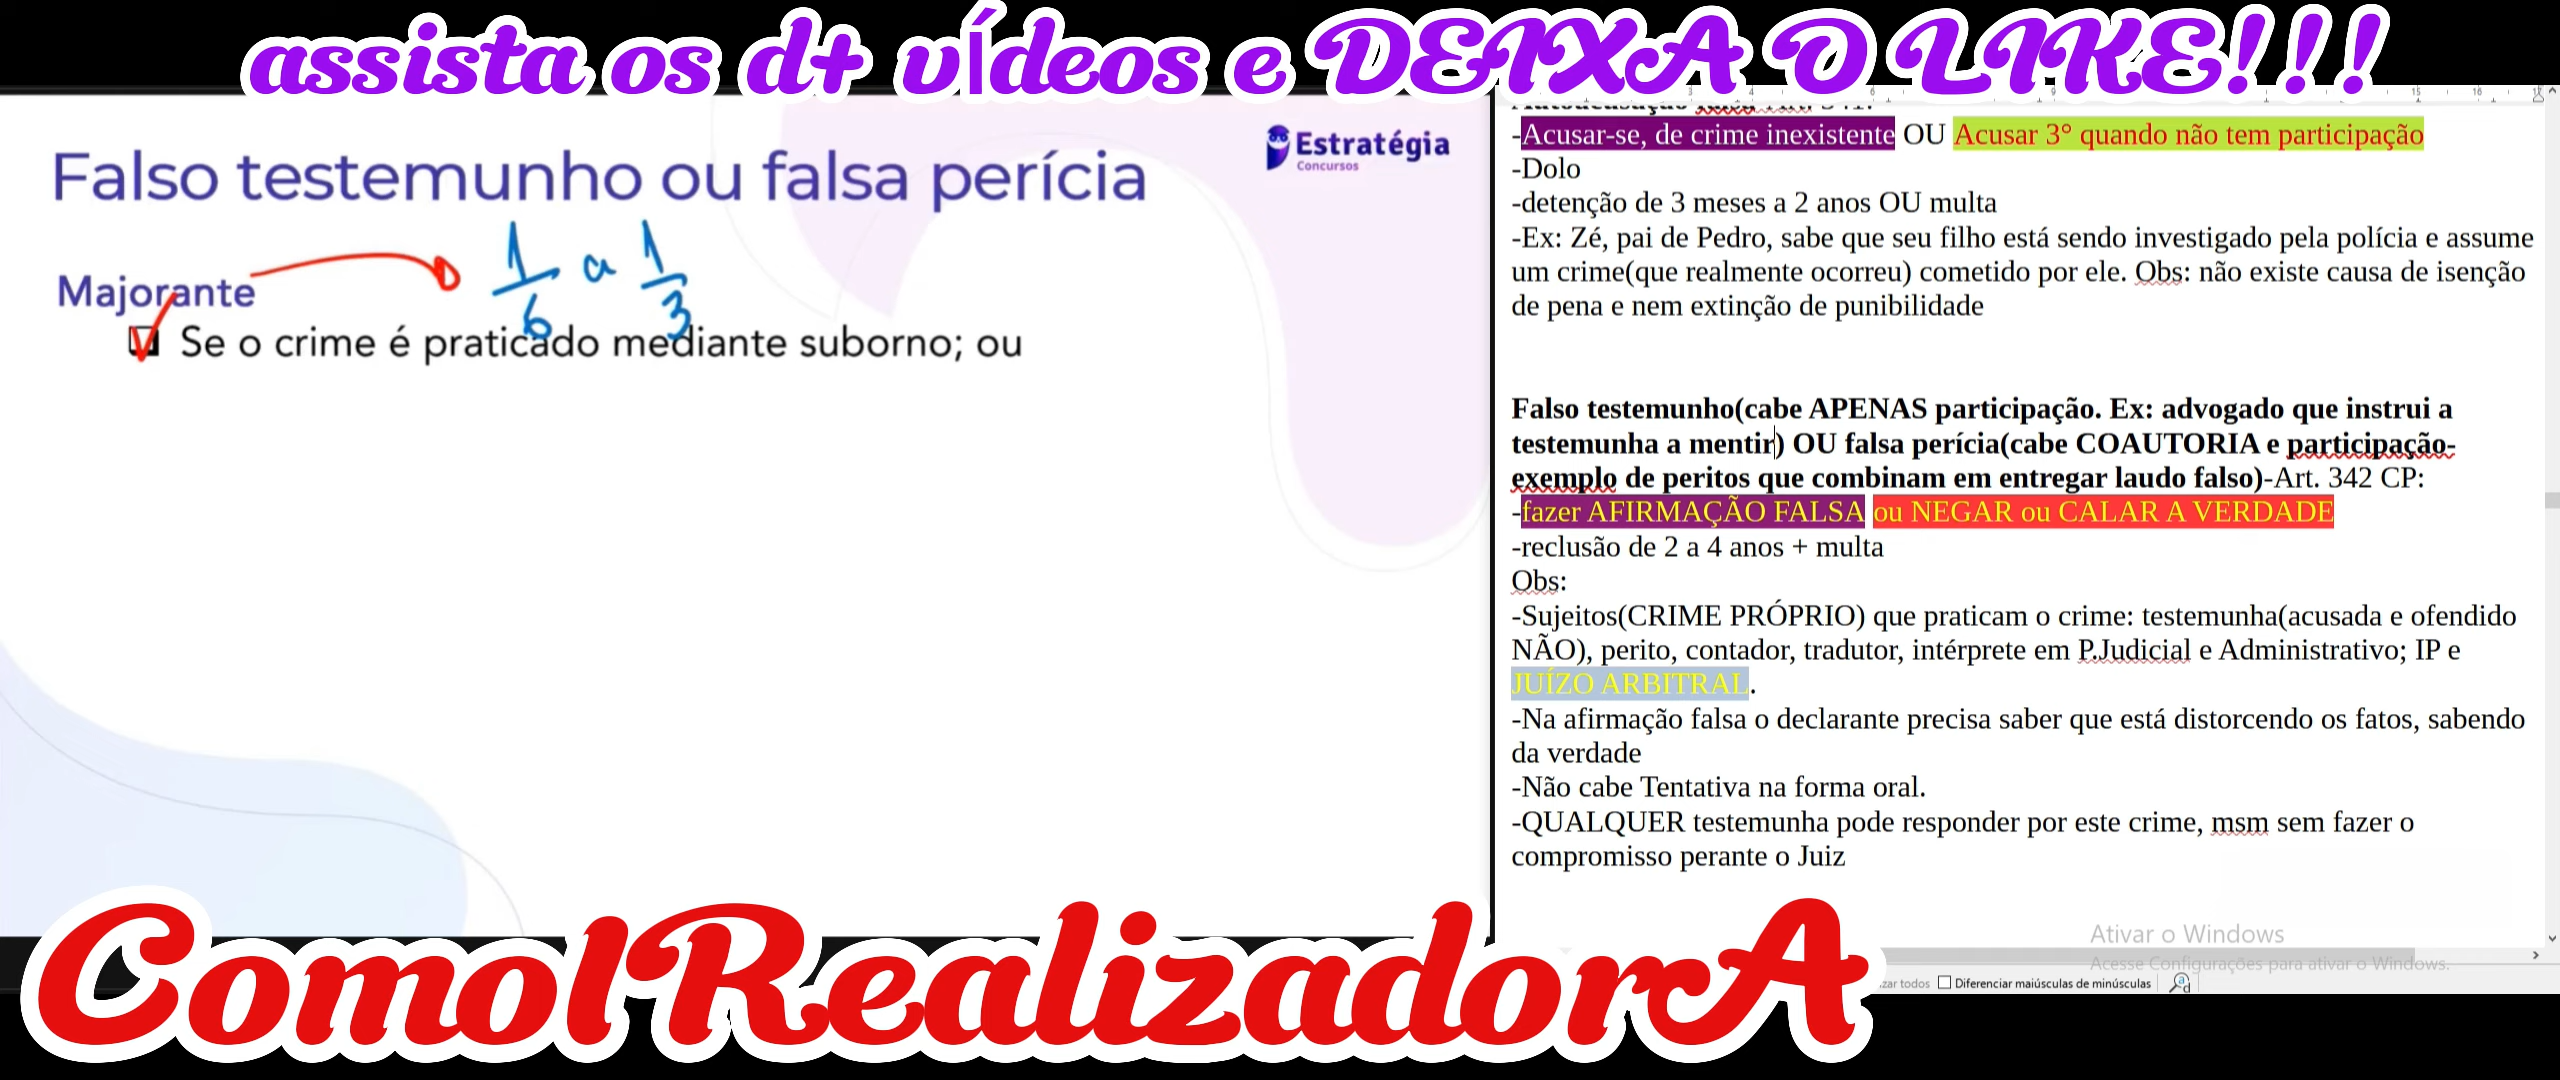 assista os d+ vÍdeos e DEIXA O LIKE!!!
Estratégia
Concursos
Falso testemunho ou falsa perícia
1/6 a 1/3
Majorante
Se o crime é praticado mediante suborno; ou
-Acusar-se, de crime inexistente OU Acusar 3° quando não tem participação
-Dolo
-detenção de 3 meses a 2 anos OU multa
-Ex: Zé, pai de Pedro, sabe que seu filho está sendo investigado pela polícia e assume
um crime(que realmente ocorreu) cometido por ele. Obs: não existe causa de isenção
de pena e nem extinção de punibilidade
Falso testemunho(cabe APENAS participação. Ex: advogado que instrui a
testemunha a mentir) OU falsa perícia(cabe COAUTORIA e participação-
exemplo de peritos que combinam em entregar laudo falso)-Art. 342 CP:
-fazer AFIRMAÇÃO FALSA ou NEGAR ou CALAR A VERDADE
-reclusão de 2 a 4 anos + multa
Obs:
-Sujeitos(CRIME PRÓPRIO) que praticam o crime: testemunha(acusada e ofendido
NÃO), perito, contador, tradutor, intérprete em P.Judicial e Administrativo; IP e
JUÍZO ARBITRAL.
-Na afirmação falsa o declarante precisa saber que está distorcendo os fatos, sabendo
da verdade
-Não cabe Tentativa na forma oral.
-QUALQUER testemunha pode responder por este crime, msm sem fazer o
compromisso perante o Juiz
Ativar o Windows
Acesse Configurações para ativar o Windows.
todos Diferenciar maiúsculas de minúsculas
ComolRealizadorA